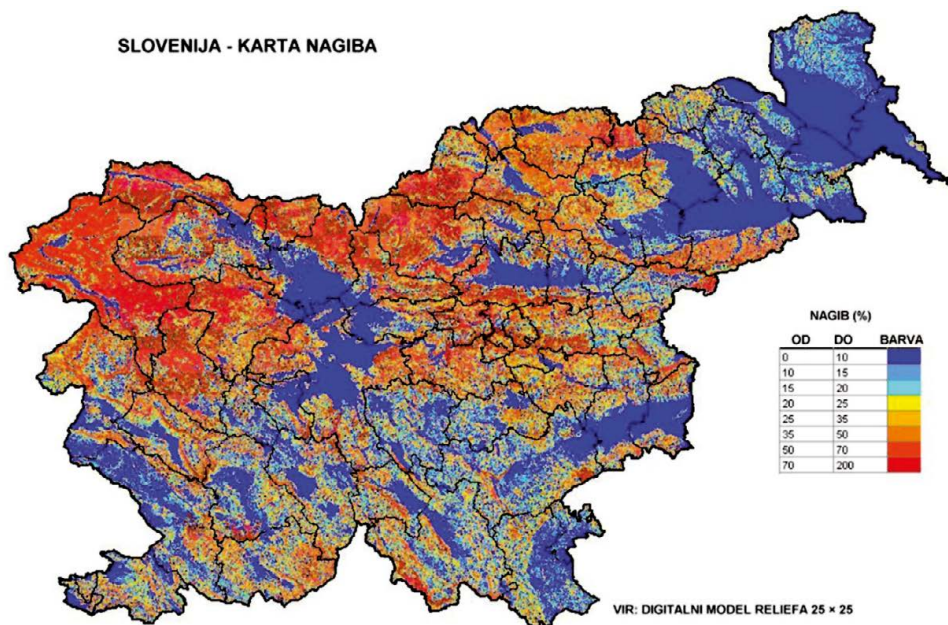 SLOVENIJA - KARTA NAGIBA
NAGIB (%)
OD DO BARVA
0 10
10 15
15 20
20 25
25 35
35 50
50 70
70 200
VIR: DIGITALNI MODEL RELIEFA 25 × 25